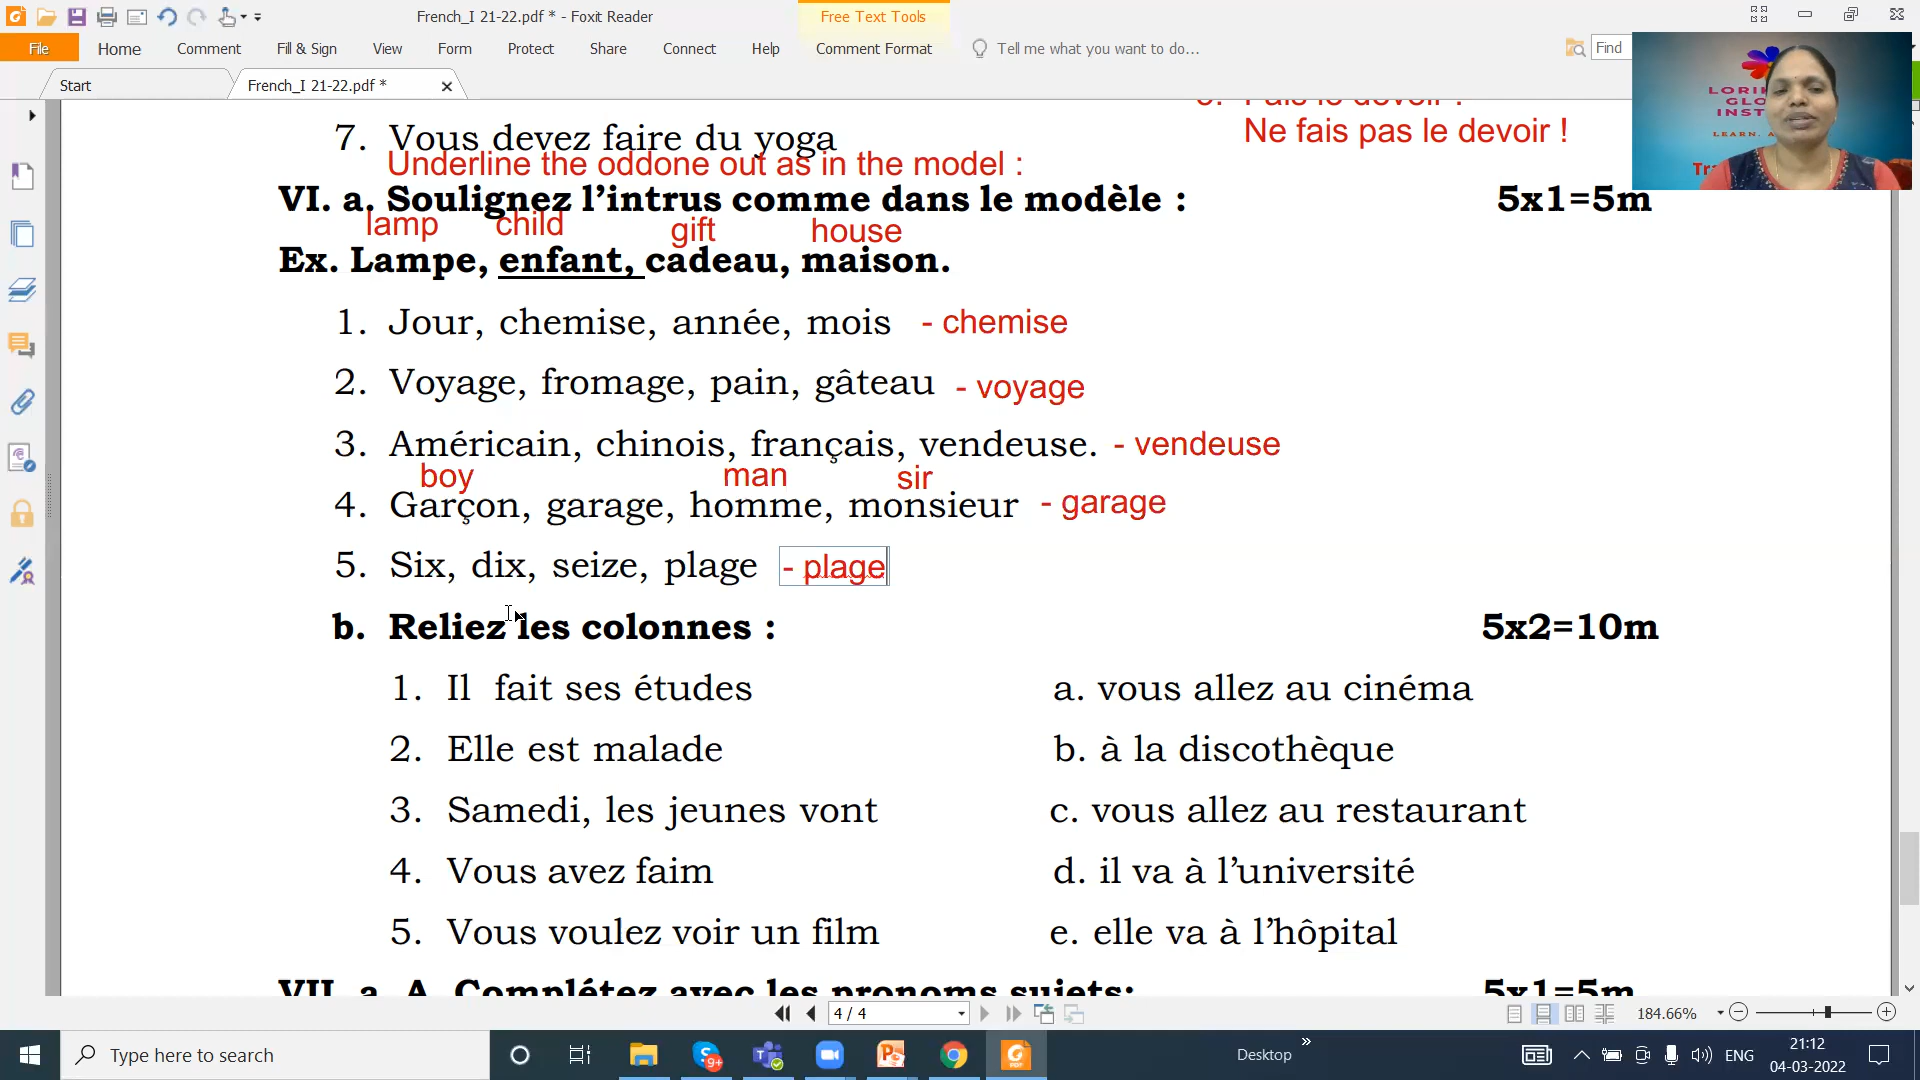 French_I 21-22.pdf * - Foxit Reader
Free Text Tools
File Home Comment Fill & Sign View Form Protect Share Connect Help Comment Format Tell me what you want to do... Find
Start French_I 21-22.pdf *
7. Vous devez faire du yoga
Ne fais pas le devoir !
Underline the oddone out as in the model :
VI. a. Soulignez l’intrus comme dans le modèle : 5x1=5m
lamp child gift house
Ex. Lampe, enfant, cadeau, maison.
1. Jour, chemise, année, mois - chemise
2. Voyage, fromage, pain, gâteau - voyage
3. Américain, chinois, français, vendeuse. - vendeuse
boy man sir
4. Garçon, garage, homme, monsieur - garage
5. Six, dix, seize, plage - plage
b. Reliez les colonnes : 5x2=10m
1. Il fait ses études a. vous allez au cinéma
2. Elle est malade b. à la discothèque
3. Samedi, les jeunes vont c. vous allez au restaurant
4. Vous avez faim d. il va à l’université
5. Vous voulez voir un film e. elle va à l’hôpital
VII. a. A. Complétez avec les pronoms sujets: 5x1=5m
4 / 4 184.66%
Type here to search Desktop ENG 21:12
04-03-2022